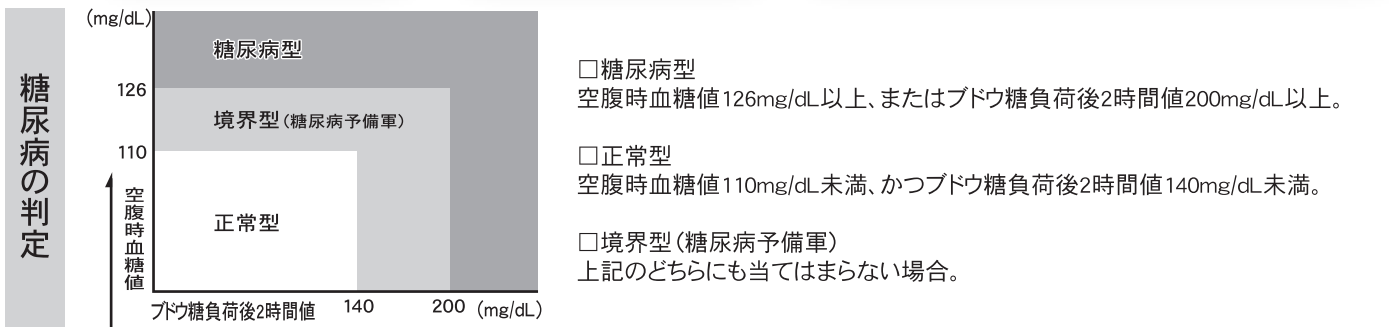 糖尿病の判定
(mg/dL)
糖尿病型
126
境界型(糖尿病予備軍)
110
正常型
空腹時血糖値
ブドウ糖負荷後2時間値 140 200 (mg/dL)
□糖尿病型
空腹時血糖値126mg/dL以上、またはブドウ糖負荷後2時間値200mg/dL以上。
□正常型
空腹時血糖値110mg/dL未満、かつブドウ糖負荷後2時間値140mg/dL未満。
□境界型(糖尿病予備軍)
上記のどちらにも当てはまらない場合。